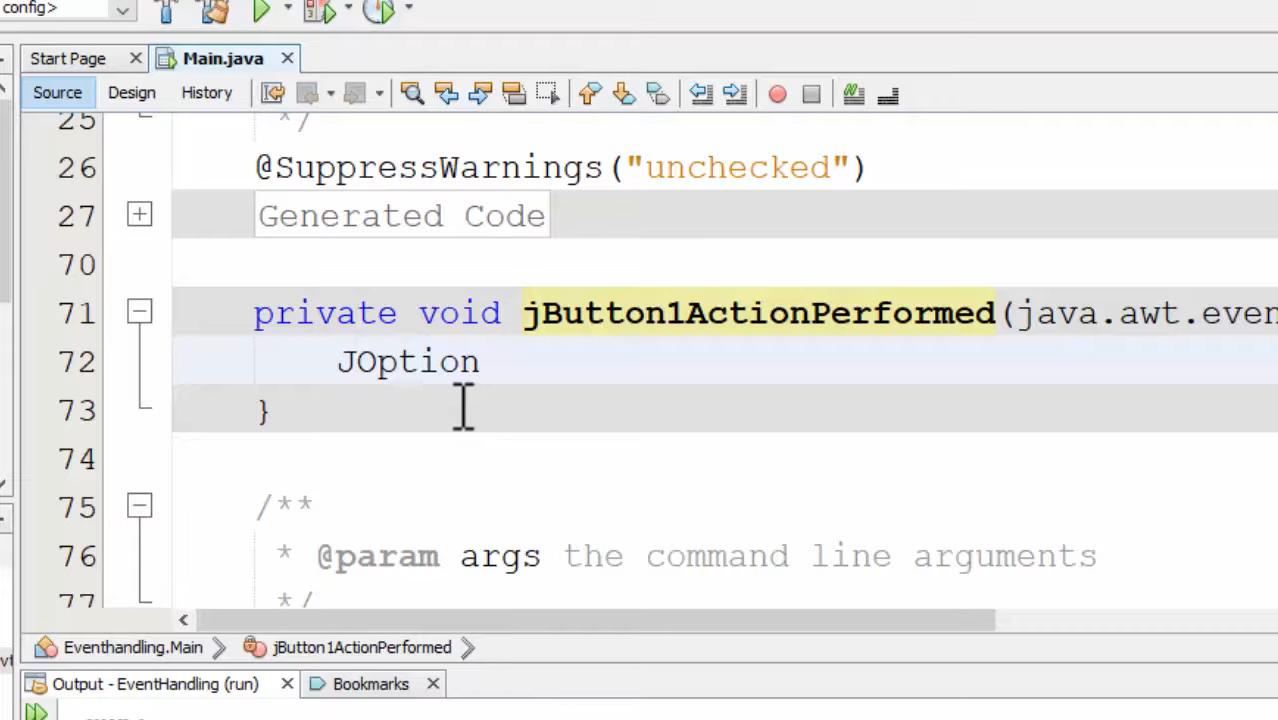 config>
Start Page
Main.java
Source
Design
History
25
*/
26
@SuppressWarnings("unchecked")
27
Generated Code
70
71
private void jButton1ActionPerformed(java.awt.even
72
JOption
73
}
74
75
/**
76
* @param args the command line arguments
77
*/
Eventhandling.Main
jButton1ActionPerformed
Output - EventHandling (run)
Bookmarks